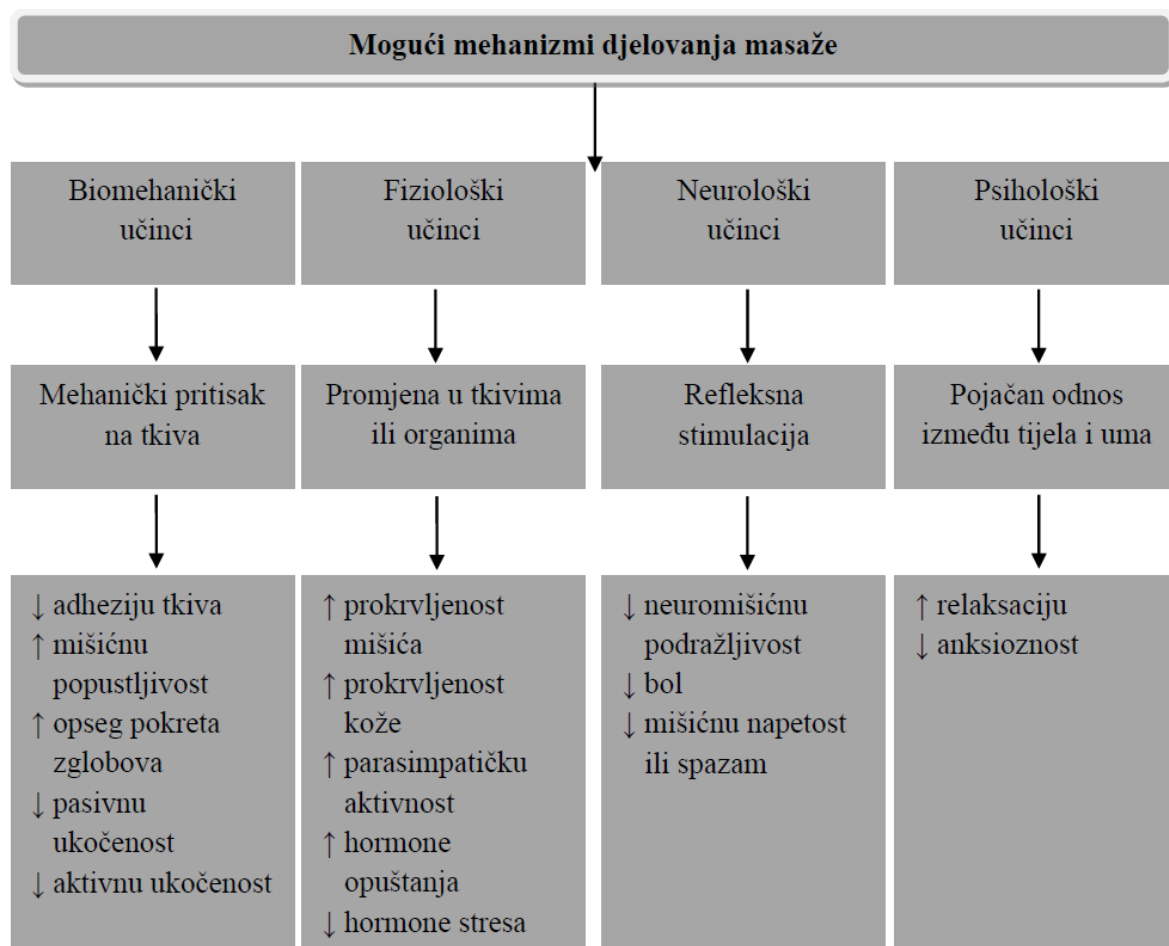 Mogući mehanizmi djelovanja masaže
Biomehanički
učinci
Fiziološki
učinci
Neurološki
učinci
Psihološki
učinci
Mehanički pritisak
na tkiva
Promjena u tkivima
ili organima
Refleksna
stimulacija
Pojačan odnos
između tijela i uma
↓ adheziju tkiva
↑ mišićnu
popustljivost
↑ opseg pokreta
zglobova
↓ pasivnu
ukočenost
↓ aktivnu ukočenost
↑ prokrvljenost
mišića
↑ prokrvljenost
kože
↑ parasimpatičku
aktivnost
↑ hormone
opuštanja
↓ hormone stresa
↓ neuromišićnu
podražljivost
↓ bol
↓ mišićnu napetost
ili spazam
↑ relaksaciju
↓ anksioznost